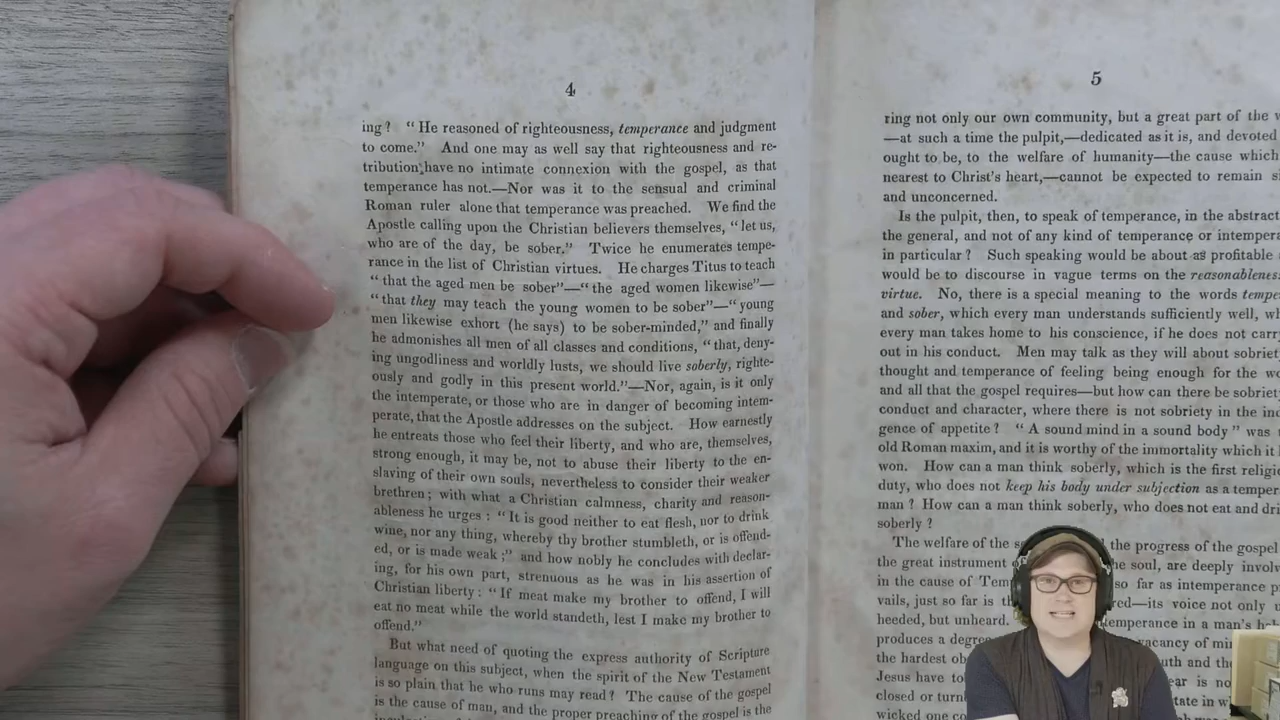 4
ing? "He reasoned of righteousness, temperance and judgment
to come." And one may as well say that righteousness and re-
tribution have no intimate connexion with the gospel, as that
temperance has not.—Nor was it to the sensual and criminal
Roman ruler alone that temperance was preached. We find the
Apostle calling upon the Christian believers themselves, "let us,
who are of the day, be sober." Twice he enumerates tempe-
rance in the list of Christian virtues. He charges Titus to teach
"that the aged men be sober"—"the aged women likewise"—
"that they may teach the young women to be sober"—"young
men likewise exhort (he says) to be sober-minded," and finally
he admonishes all men of all classes and conditions, "that, deny-
ing ungodliness and worldly lusts, we should live soberly, righte-
ously and godly in this present world."—Nor, again, is it only
the intemperate, or those who are in danger of becoming intem-
perate, that the Apostle addresses on the subject. How earnestly
he entreats those who feel their liberty, and who are, themselves,
strong enough, it may be, not to abuse their liberty to the en-
slaving of their own souls, nevertheless to consider their weaker
brethren; with what a Christian calmness, charity and reason-
ableness he urges: "It is good neither to eat flesh, nor to drink
wine, nor any thing, whereby thy brother stumbleth, or is offend-
ed, or is made weak;" and how nobly he concludes with declar-
ing, for his own part, strenuous as he was in his assertion of
Christian liberty: "If meat make my brother to offend, I will
eat no meat while the world standeth, lest I make my brother to
offend."
But what need of quoting the express authority of Scripture
language on this subject, when the spirit of the New Testament
is so plain that he who runs may read? The cause of the gospel
is the cause of man, and the proper preaching of the gospel is the
5
ring not only our own community, but a great part of the
—at such a time the pulpit,—dedicated as it is, and devoted
ought to be, to the welfare of humanity—the cause which
nearest to Christ's heart,—cannot be expected to remain
and unconcerned.
Is the pulpit, then, to speak of temperance, in the abstract
the general, and not of any kind of temperance or
in particular? Such speaking would be about as profitable
would be to discourse in vague terms on the
virtue. No, there is a special meaning to the words
and sober, which every man understands sufficiently well,
every man takes home to his conscience, if he does not carry
out in his conduct. Men may talk as they will about
thought and temperance of feeling being enough for the
and all that the gospel requires—but how can there be
conduct and character, where there is not sobriety in the
gence of appetite? "A sound mind in a sound body" was
old Roman maxim, and it is worthy of the immortality which it
won. How can a man think soberly, which is the first
duty, who does not keep his body under subjection as a
man? How can a man think soberly, who does not eat and
soberly?
The welfare of the the progress of the gospel
the great instrument soul, are deeply
in the cause of so far as intemperance
vails, just so far is its voice not only
heeded, but unheard. in a man's
produces a of
the hardest and the
Jesus have is
closed or in
wicked one